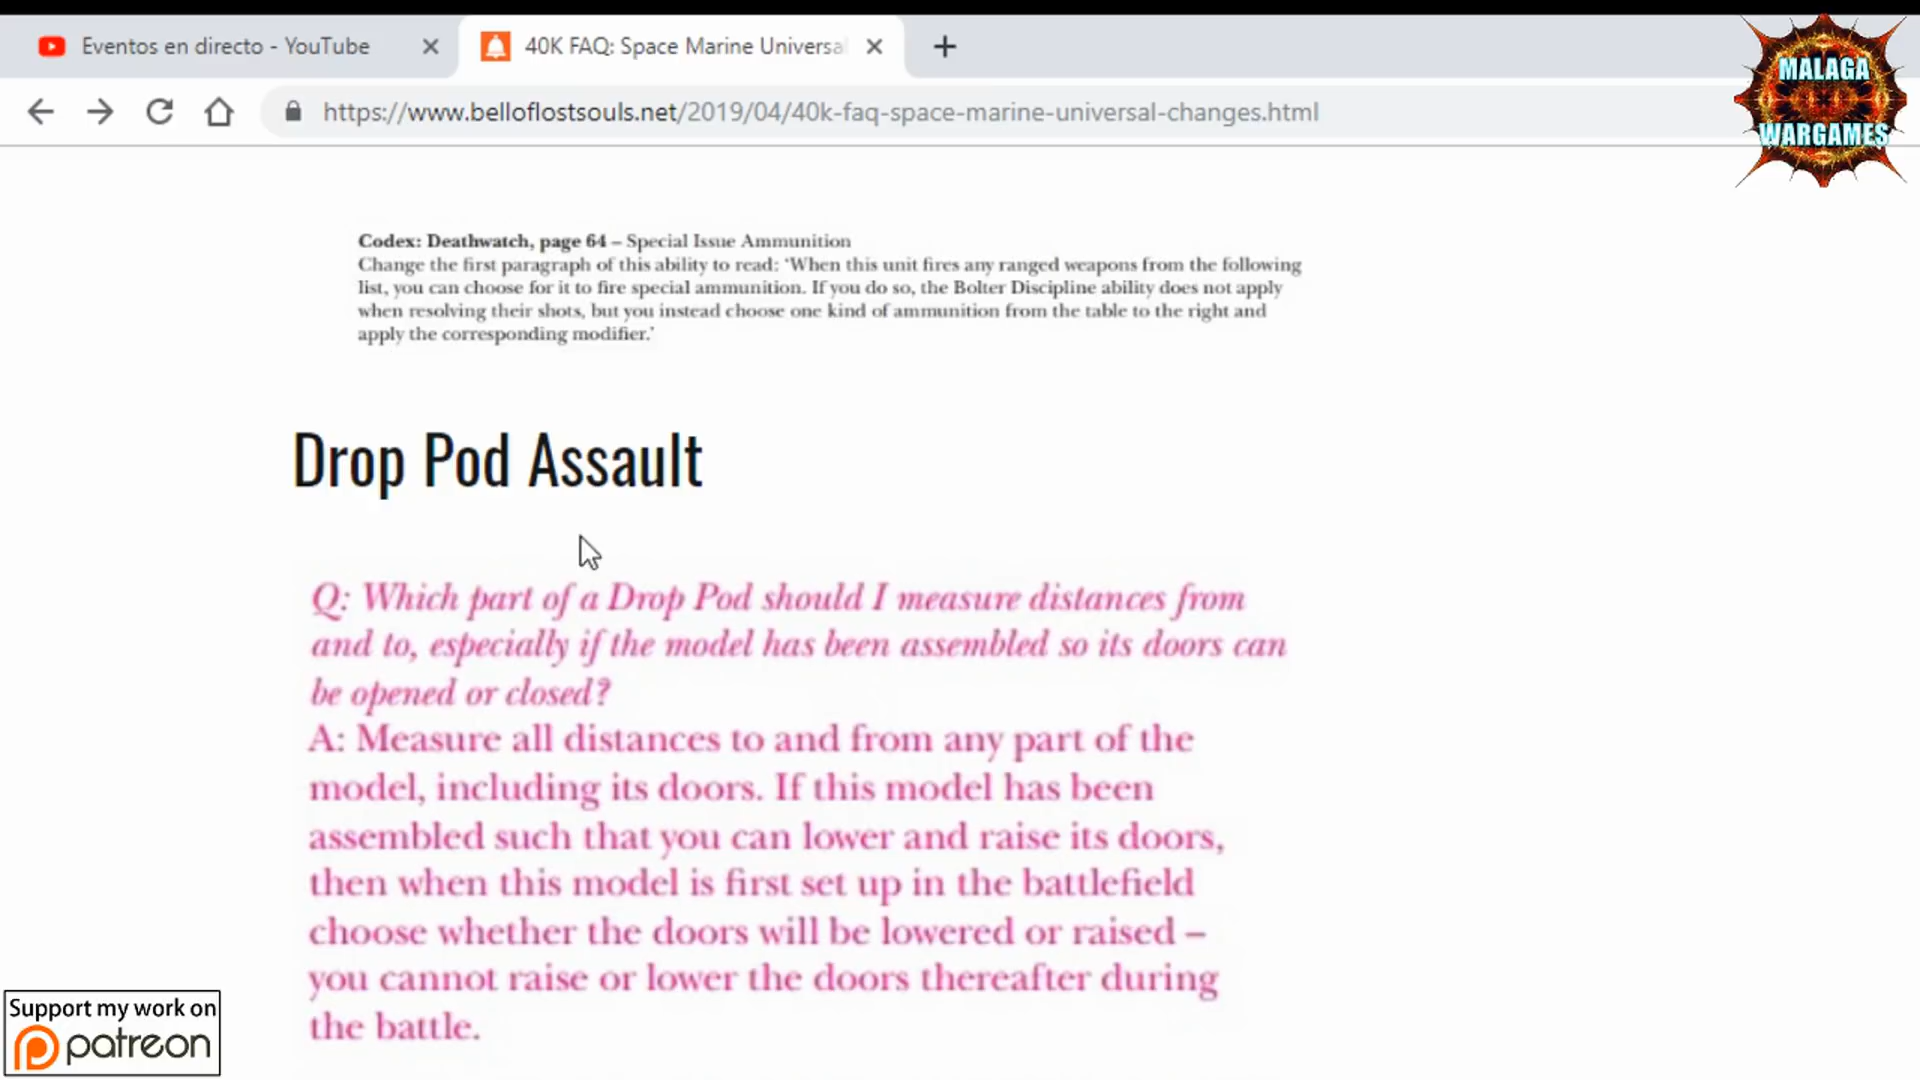 Eventos en directo - YouTube
40K FAQ: Space Marine Universal
MALAGA
WARGAMES
https://www.belloflostsouls.net/2019/04/40k-faq-space-marine-universal-changes.html
Codex: Deathwatch, page 64 – Special Issue Ammunition
Change the first paragraph of this ability to read: 'When this unit fires any ranged weapons from the following
list, you can choose for it to fire special ammunition. If you do so, the Bolter Discipline ability does not apply
when resolving their shots, but you instead choose one kind of ammunition from the table to the right and
apply the corresponding modifier.'
Drop Pod Assault
Q: Which part of a Drop Pod should I measure distances from
and to, especially if the model has been assembled so its doors can
be opened or closed?
A: Measure all distances to and from any part of the
model, including its doors. If this model has been
assembled such that you can lower and raise its doors,
then when this model is first set up in the battlefield
choose whether the doors will be lowered or raised –
you cannot raise or lower the doors thereafter during
the battle.
Support my work on
patreon